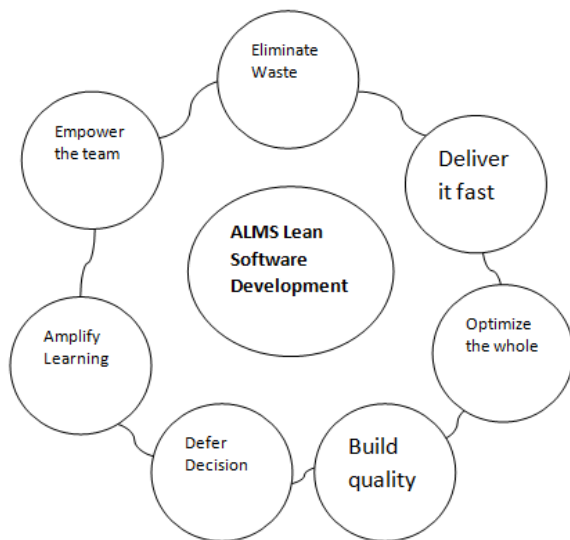 Eliminate
Waste
Deliver
it fast
Optimize
the whole
Build
quality
Defer
Decision
Amplify
Learning
Empower
the team
ALMS Lean
Software
Development